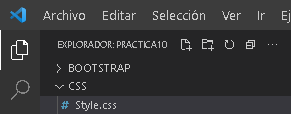 Archivo Editar Selección Ver Ir Ej
EXPLORADOR: PRACTICA10
BOOTSTRAP
CSS
# Style.css